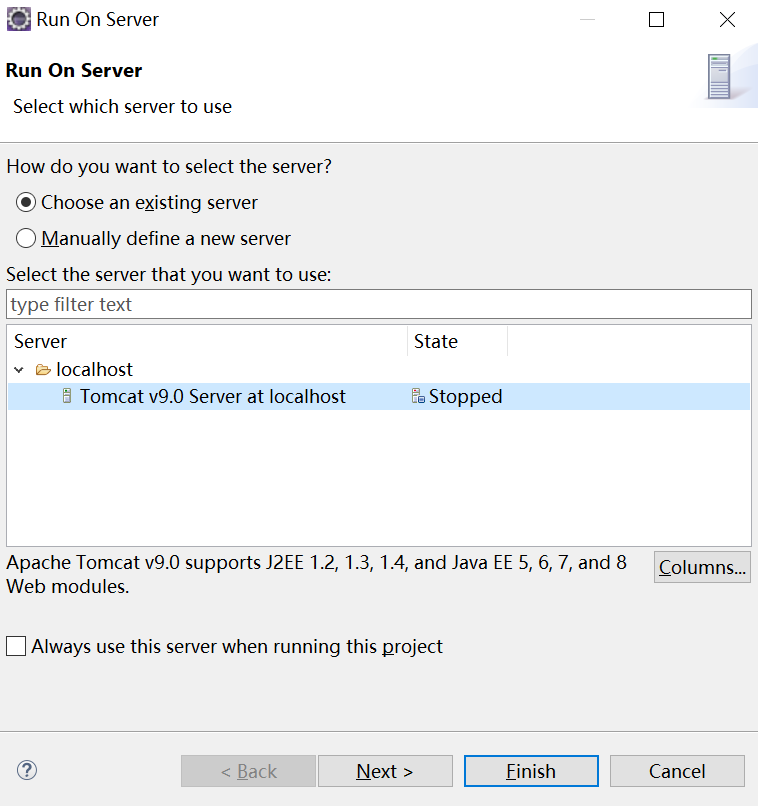 Run On Server
Run On Server
Select which server to use
How do you want to select the server?
Choose an existing server
Manually define a new server
Select the server that you want to use:
type filter text
Server State
localhost
Tomcat v9.0 Server at localhost Stopped
Apache Tomcat v9.0 supports J2EE 1.2, 1.3, 1.4, and Java EE 5, 6, 7, and 8
Web modules.
Columns...
Always use this server when running this project
? < Back Next > Finish Cancel